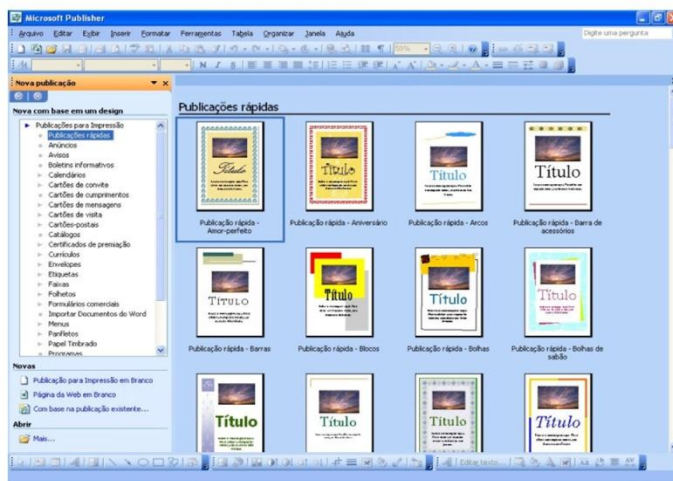 Microsoft Publisher
Arquivo Editar Exibir Inserir Formatar Ferramentas Tabela Organizar Janela Ajuda
Digite uma pergunta
Nova publicação
Nova com base em um design
Publicações para Impressão
Publicações rápidas
Anúncios
Avisos
Boletins informativos
Calendários
Cartões de convite
Cartões de cumprimentos
Cartões de mensagens
Cartões de visita
Cartões-postais
Catálogos
Certificados de premiação
Currículos
Envelopes
Etiquetas
Faixas
Folhetos
Formulários comerciais
Importar Documentos do Word
Menus
Panfletos
Papel Timbrado
Programas
Novas
Publicação para Impressão em Branco
Página da Web em Branco
Com base na publicação existente...
Abrir
Mais...
Publicações rápidas
Título
Título
Título
Título
Publicação rápida - Amor-perfeito
Publicação rápida - Aniversário
Publicação rápida - Arcos
Publicação rápida - Barra de acessórios
Título
Título
Título
Título
Publicação rápida - Barras
Publicação rápida - Blocos
Publicação rápida - Bolhas
Publicação rápida - Bolhas de sabão
Título
Título
Título
Título
Editar texto...